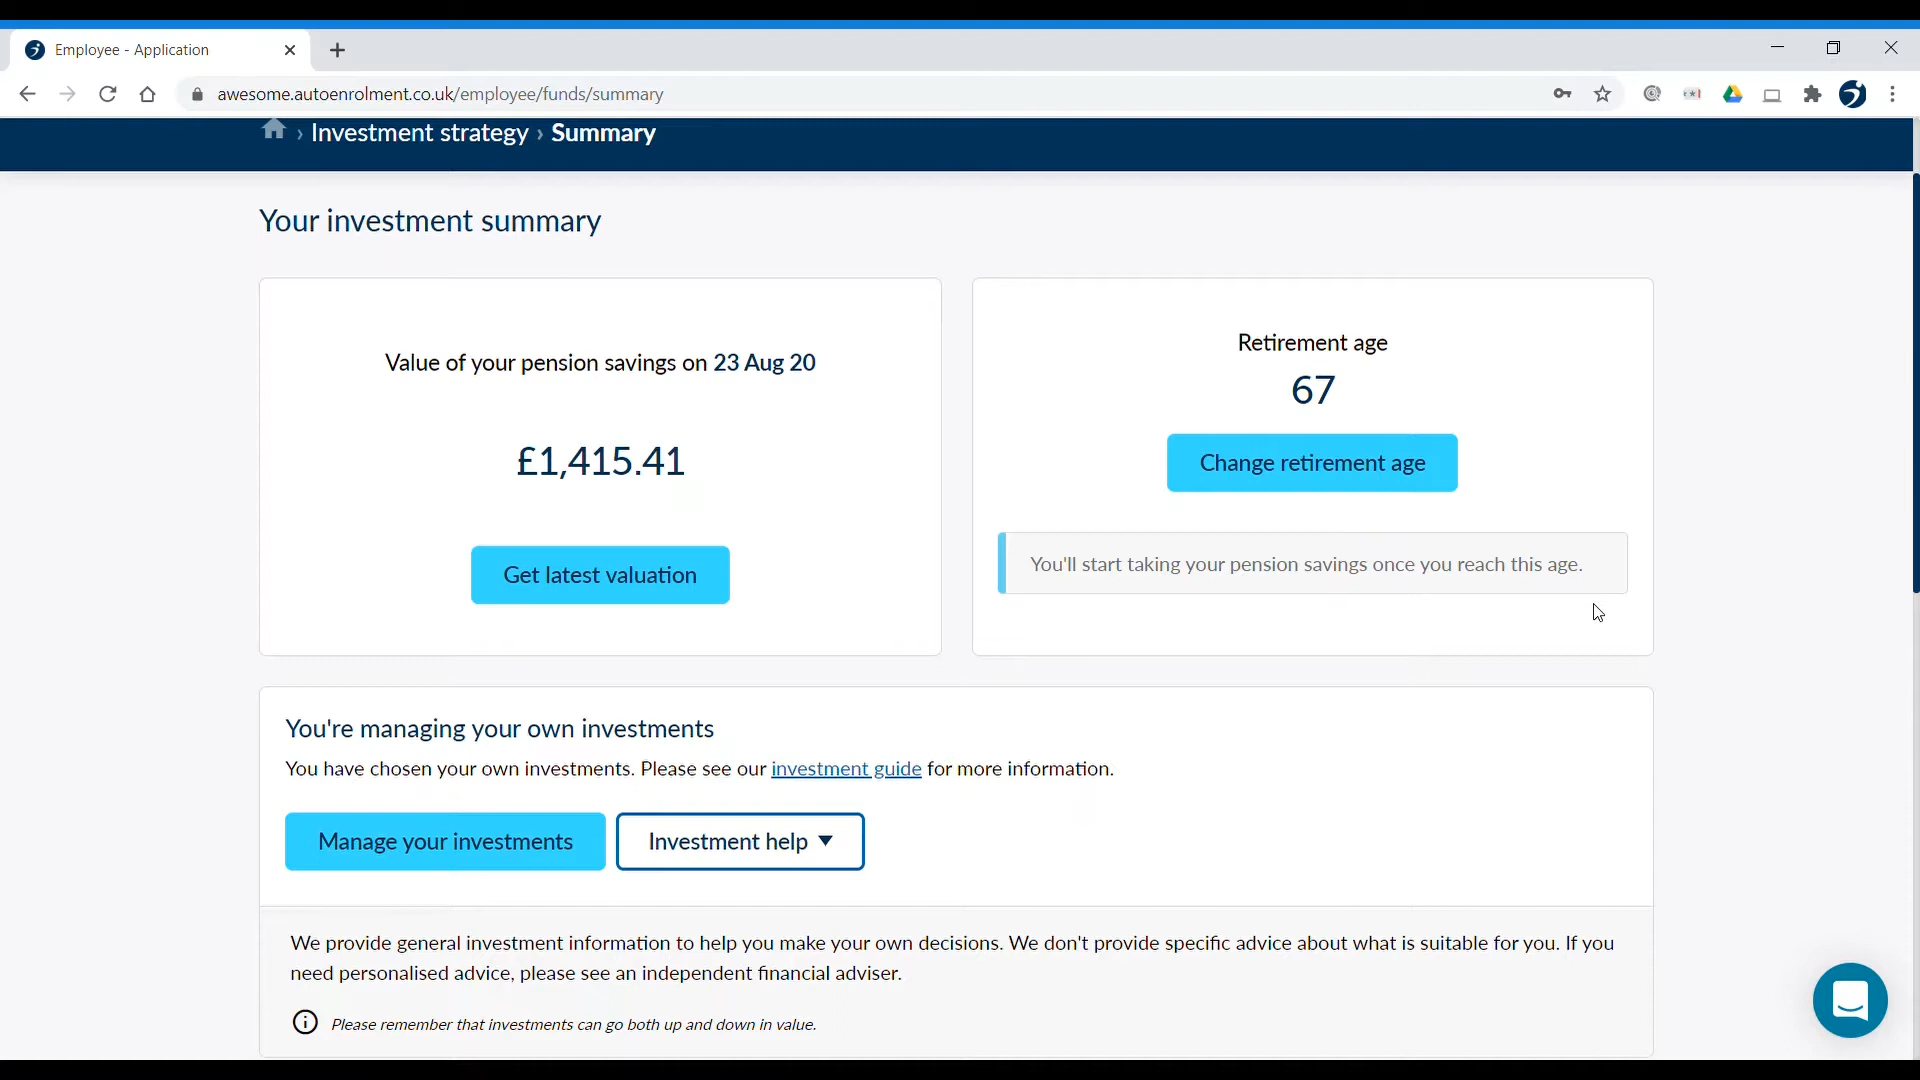 Employee - Application
awesome.autoenrolment.co.uk/employee/funds/summary
› Investment strategy › Summary
Your investment summary
Value of your pension savings on 23 Aug 20
£1,415.41
Get latest valuation
Retirement age
67
Change retirement age
You'll start taking your pension savings once you reach this age.
You're managing your own investments
You have chosen your own investments. Please see our investment guide for more information.
Manage your investments
Investment help ▼
We provide general investment information to help you make your own decisions. We don't provide specific advice about what is suitable for you. If you
need personalised advice, please see an independent financial adviser.
Please remember that investments can go both up and down in value.